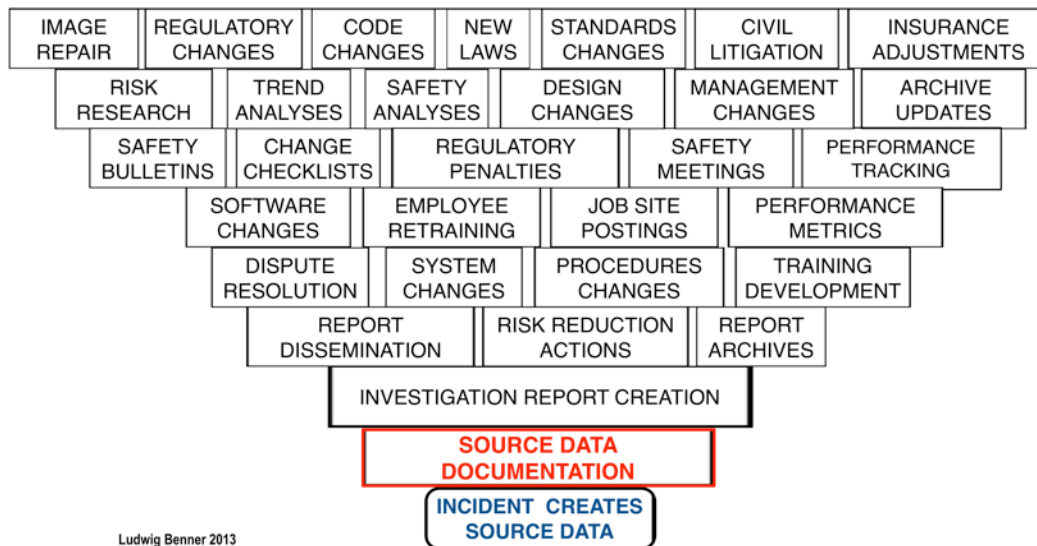 IMAGE REPAIR
REGULATORY CHANGES
CODE CHANGES
NEW LAWS
STANDARDS CHANGES
CIVIL LITIGATION
INSURANCE ADJUSTMENTS
RISK RESEARCH
TREND ANALYSES
SAFETY ANALYSES
DESIGN CHANGES
MANAGEMENT CHANGES
ARCHIVE UPDATES
SAFETY BULLETINS
CHANGE CHECKLISTS
REGULATORY PENALTIES
SAFETY MEETINGS
PERFORMANCE TRACKING
SOFTWARE CHANGES
EMPLOYEE RETRAINING
JOB SITE POSTINGS
PERFORMANCE METRICS
DISPUTE RESOLUTION
SYSTEM CHANGES
PROCEDURES CHANGES
TRAINING DEVELOPMENT
REPORT DISSEMINATION
RISK REDUCTION ACTIONS
REPORT ARCHIVES
INVESTIGATION REPORT CREATION
SOURCE DATA
DOCUMENTATION
INCIDENT CREATES
SOURCE DATA
Ludwig Benner 2013